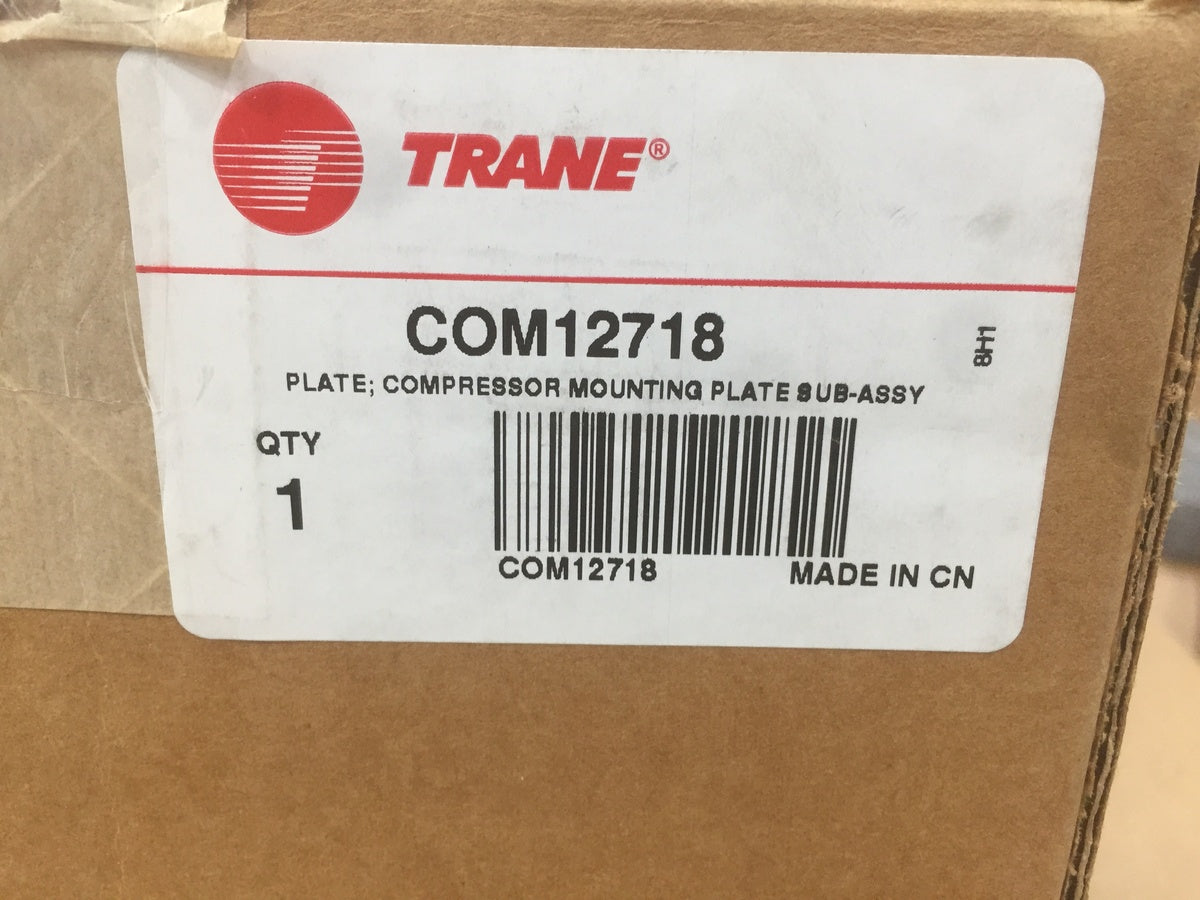 TRANE®
COM12718
8H1
PLATE; COMPRESSOR MOUNTING PLATE SUB-ASSY
QTY
1
COM12718
MADE IN CN